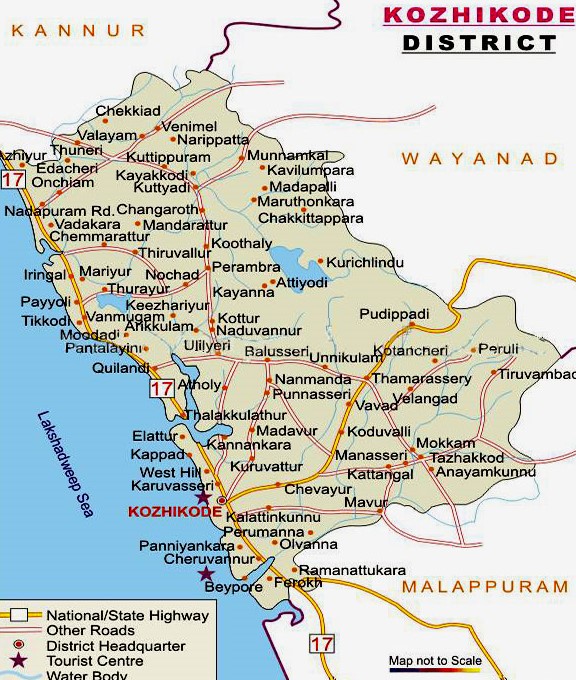 KOZHIKODE
DISTRICT
KANNUR
Chekkiad
Valayam
Venimel
Narippatta
Azhiyur
Thuneri
Edacheri
Onchiam
Kuttippuram
Munnamkal
WAYANAD
Kayakkodi
Kavilumpara
Kuttyadi
Madapalli
17
Maruthonkara
Nadapuram Rd.
Changaroth
Chakkittappara
Vadakara
Mandarattur
Chemmarattur
Koothaly
Thiruvallur
Kurichlindu
Iringal
Mariyur
Nochad
Perambra
Attiyodi
Thurayur
Kayanna
Payyoli
Keezhariyur
Pudippadi
Tikkodi
Vanmugam
Arikkulam
Kottur
Naduvannur
Moodadi
Pantalayini
Ulliyeri
Balusseri
Unnikulam
Kotancheri
Peruli
Quilandi
Tiruvambac
17
Atholy
Nanmanda
Thamarassery
Punnasseri
Velangad
Vavad
Thalakkulathur
Elattur
Madavur
Koduvalli
Kannankara
Mokkam
Kappad
Manasseri
Tazhakkod
West Hill
Kuruvattur
Kattangal
Anayamkunnu
Karuvasseri
Chevayur
KOZHIKODE
Mavur
Kalattinkunnu
Lakshadweep Sea
Perumanna
Panniyankara
Olvanna
Cheruvannur
Ramanattukara
Beypore
Ferokh
MALAPPURAM
National/State Highway
Other Roads
District Headquarter
Tourist Centre
Water Body
17
Map not to Scale